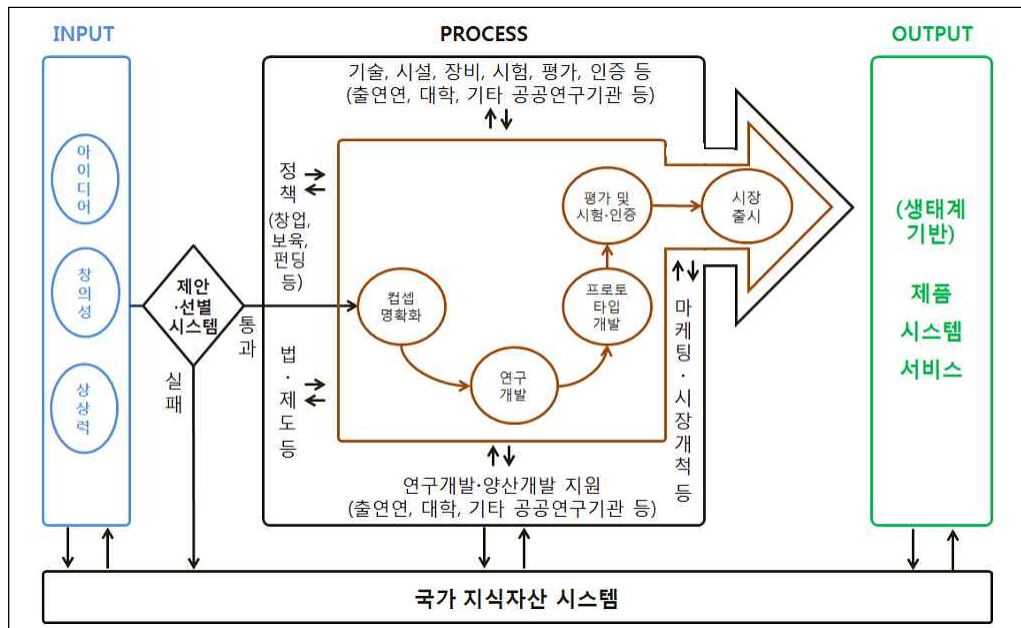 INPUT
PROCESS
OUTPUT
아이디어
창의성
상상력
제안
·선별
시스템
통과
실패
기술, 시설, 장비, 시험, 평가, 인증 등
(출연연, 대학, 기타 공공연구기관 등)
정책
(창업,
보육,
펀딩
등)
법·제도 등
컵셉
명확화
연구
개발
프로토
타입
개발
평가 및
시험·인증
시장
출시
마케팅·시장개척 등
연구개발·양산개발 지원
(출연연, 대학, 기타 공공연구기관 등)
(생태계
기반)
제품
시스템
서비스
국가 지식자산 시스템